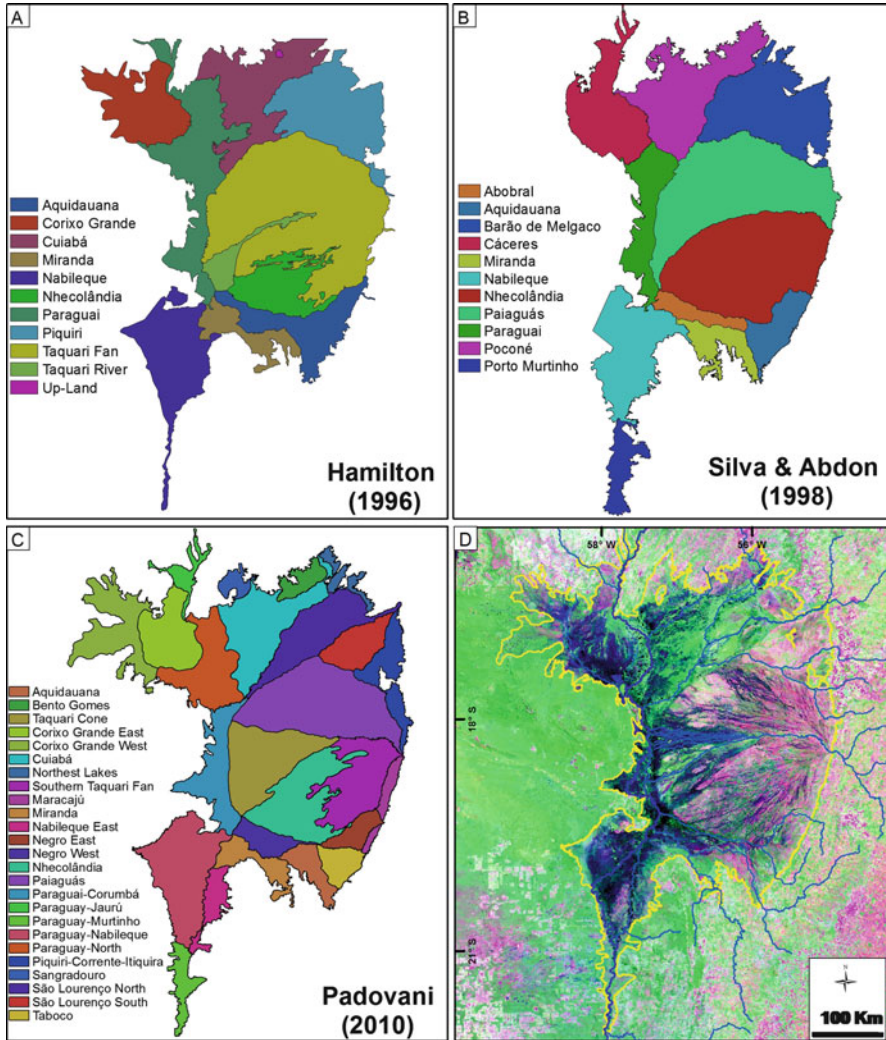 A
Aquidauana
Corixo Grande
Cuiabá
Miranda
Nabileque
Nhecolândia
Paraguai
Piquiri
Taquari Fan
Taquari River
Up-Land
Hamilton
(1996)
B
Abobral
Aquidauana
Barão de Melgaco
Cáceres
Miranda
Nabileque
Nhecolândia
Paiaguás
Paraguai
Poconé
Porto Murtinho
Silva & Abdon
(1998)
C
Aquidauana
Bento Gomes
Taquari Cone
Corixo Grande East
Corixo Grande West
Cuiabá
Northest Lakes
Southern Taquari Fan
Maracajú
Miranda
Nabileque East
Negro East
Negro West
Nhecolândia
Paiaguás
Paraguai-Corumbá
Paraguay-Jaurú
Paraguay-Murtinho
Paraguay-Nabileque
Paraguay-North
Piquiri-Corrente-Itiquira
Sangradouro
São Lourenço North
São Lourenço South
Taboco
Padovani
(2010)
D
58° W
56° W
18° S
21° S
N
100 Km